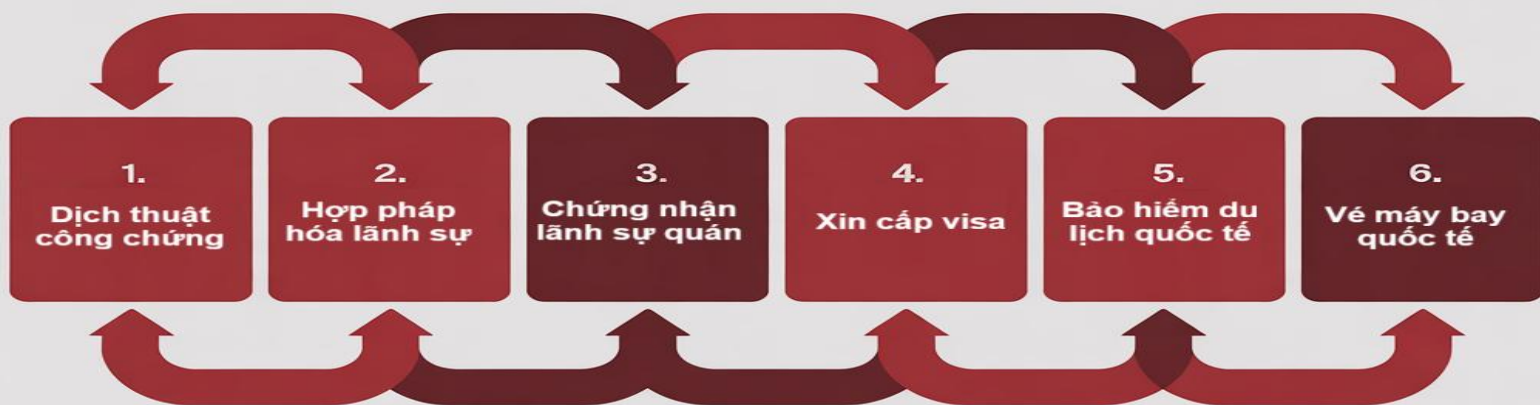 1.
Dịch thuật
công chứng
2.
Hợp pháp
hóa lãnh sự
3.
Chứng nhận
lãnh sự quán
4.
Xin cấp visa
5.
Bảo hiểm du
lịch quốc tế
6.
Vé máy bay
quốc tế